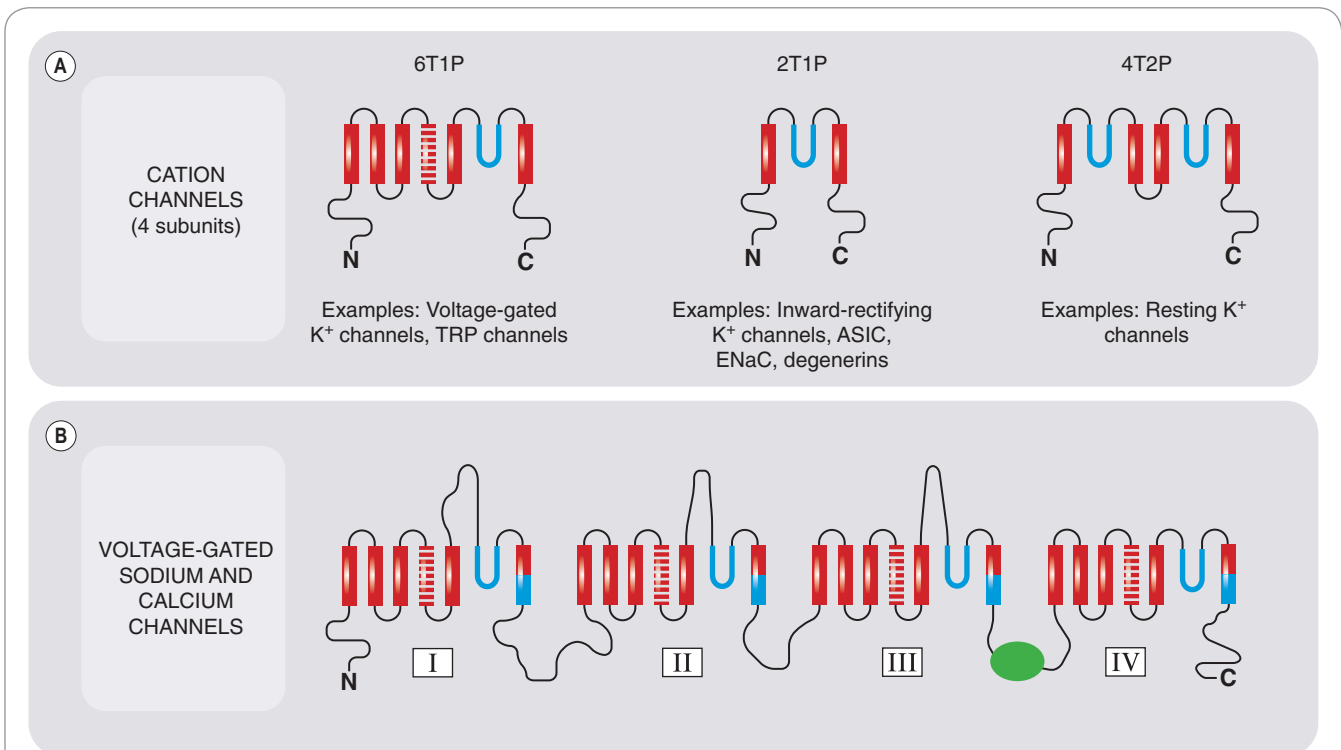 A
CATION
CHANNELS
(4 subunits)
6T1P
N
C
Examples: Voltage-gated
K⁺ channels, TRP channels
2T1P
N
C
Examples: Inward-rectifying
K⁺ channels, ASIC,
ENaC, degenerins
4T2P
N
C
Examples: Resting K⁺
channels
B
VOLTAGE-GATED
SODIUM AND
CALCIUM
CHANNELS
N
I
II
III
IV
C